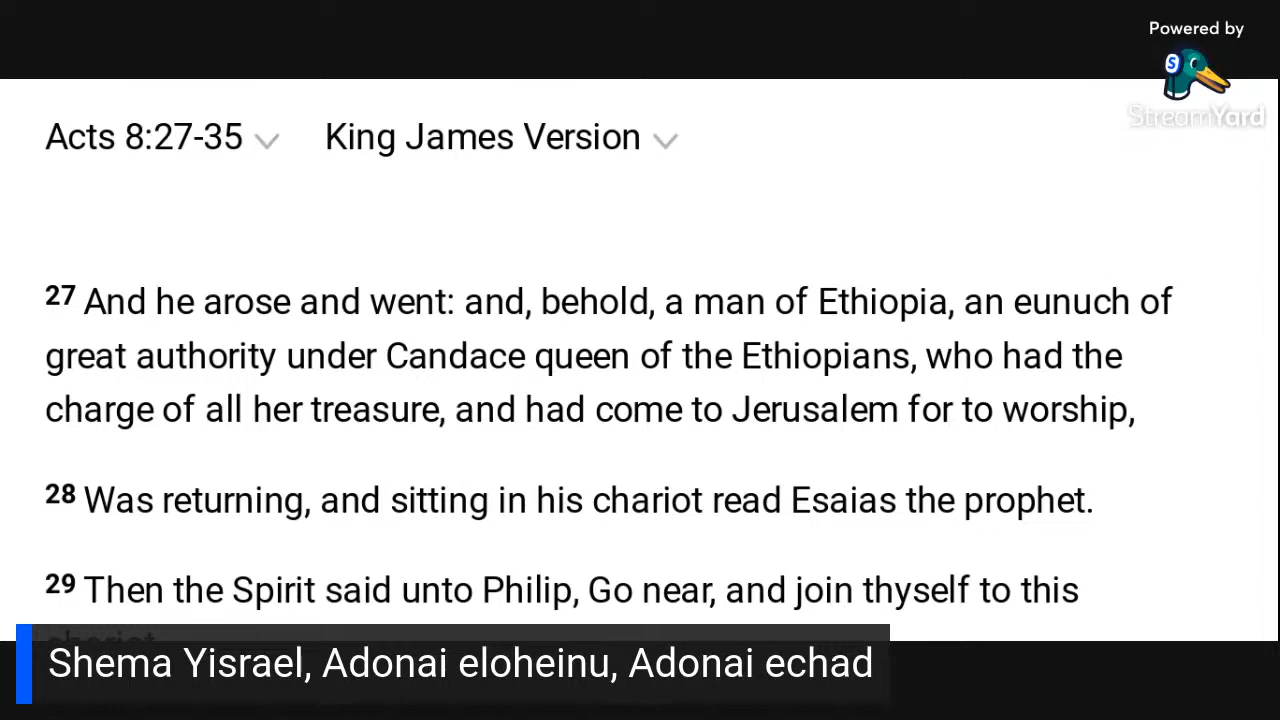 Powered by
StreamYard
Acts 8:27-35 King James Version
27 And he arose and went: and, behold, a man of Ethiopia, an eunuch of
great authority under Candace queen of the Ethiopians, who had the
charge of all her treasure, and had come to Jerusalem for to worship,
28 Was returning, and sitting in his chariot read Esaias the prophet.
29 Then the Spirit said unto Philip, Go near, and join thyself to this
Shema Yisrael, Adonai eloheinu, Adonai echad